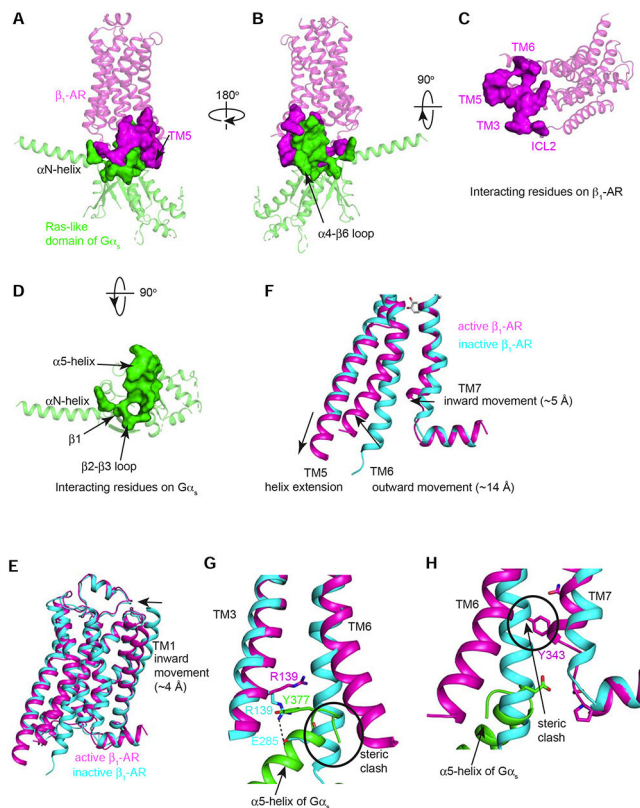 A
β₁-AR
TM5
αN-helix
Ras-like
domain of Gαₛ
180°
B
α4-β6 loop
90°
C
TM6
TM5
TM3
ICL2
Interacting residues on β₁-AR
D
90°
α5-helix
αN-helix
β1
β2-β3 loop
Interacting residues on Gαₛ
F
active β₁-AR
inactive β₁-AR
TM7
inward movement (~5 Å)
TM5
helix extension
TM6
outward movement (~14 Å)
E
TM1
inward
movement
(~4 Å)
active β₁-AR
inactive β₁-AR
G
TM3
TM6
R139
Y377
R139
E285
steric
clash
α5-helix of Gαₛ
H
TM6
TM7
Y343
steric
clash
α5-helix of Gαₛ